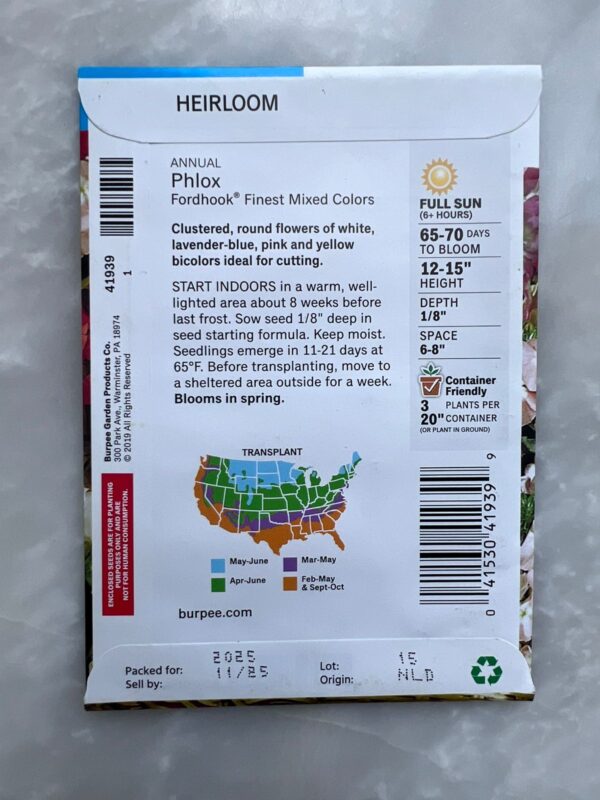 HEIRLOOM
ANNUAL
Phlox
Fordhook® Finest Mixed Colors
Clustered, round flowers of white,
lavender-blue, pink and yellow
bicolors ideal for cutting.
START INDOORS in a warm, well-
lighted area about 8 weeks before
last frost. Sow seed 1/8" deep in
seed starting formula. Keep moist.
Seedlings emerge in 11-21 days at
65°F. Before transplanting, move to
a sheltered area outside for a week.
Blooms in spring.
FULL SUN
(6+ HOURS)
65-70 DAYS
TO BLOOM
12-15"
HEIGHT
DEPTH
1/8"
SPACE
6-8"
Container
Friendly
3 PLANTS PER
20" CONTAINER
(OR PLANT IN GROUND)
41939 1
Burpee Garden Products Co.
300 Park Ave., Warminster, PA 18974
© 2019 All Rights Reserved
ENCLOSED SEEDS ARE FOR PLANTING
PURPOSES ONLY AND ARE
NOT FOR HUMAN CONSUMPTION.
TRANSPLANT
May-June
Mar-May
Apr-June
Feb-May
& Sept-Oct
burpee.com
0 41530 41939 9
Packed for: 2025
Sell by: 11/25
Lot: 15
Origin: NLD